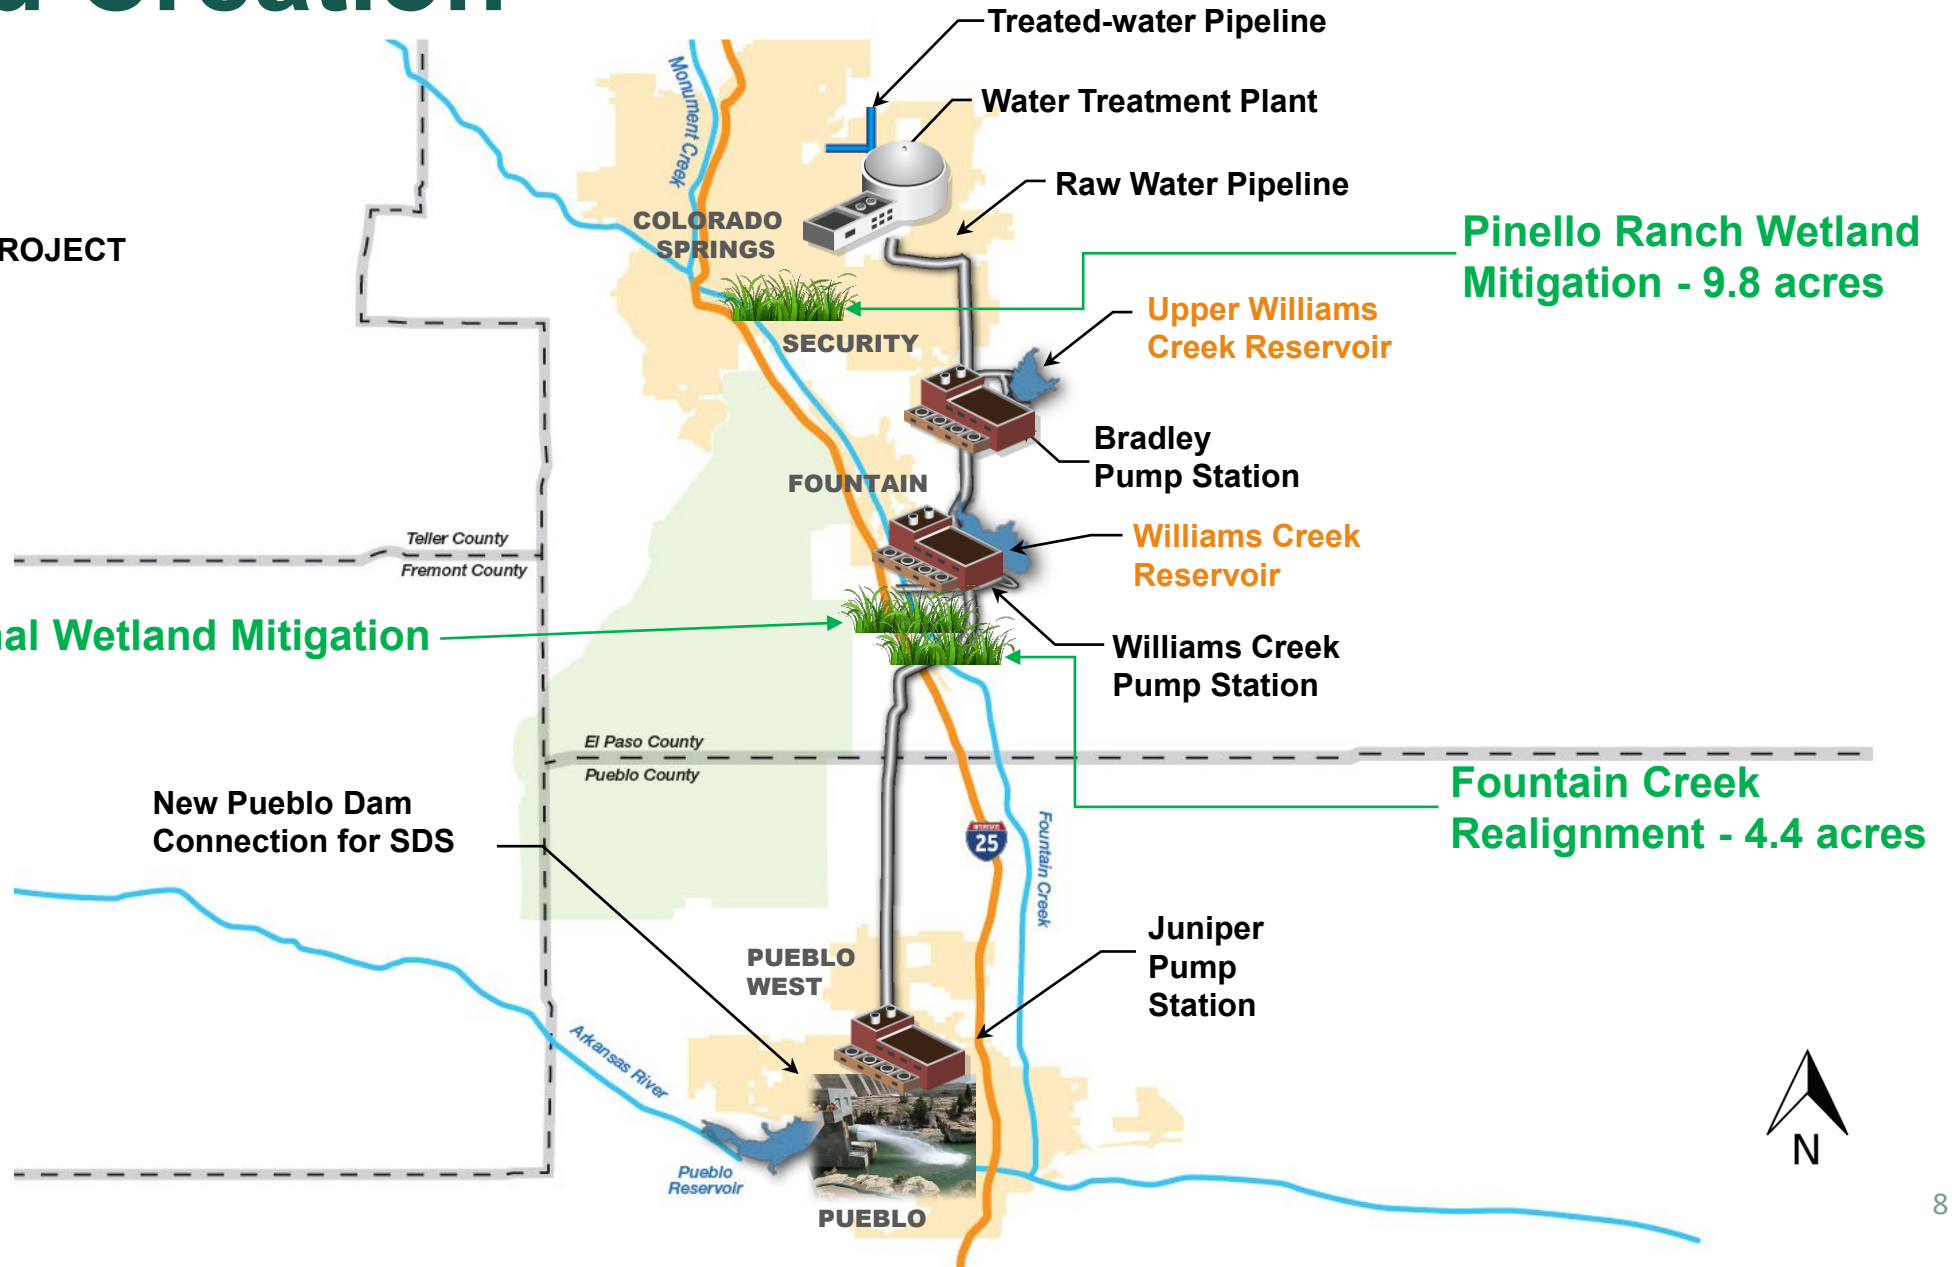 Creation
Treated-water Pipeline
Water Treatment Plant
Raw Water Pipeline
Monument Creek
COLORADO
SPRINGS
ROJECT
Pinello Ranch Wetland
Mitigation - 9.8 acres
Upper Williams
Creek Reservoir
SECURITY
Bradley
Pump Station
FOUNTAIN
Williams Creek
Reservoir
Teller County
Fremont County
nal Wetland Mitigation
Williams Creek
Pump Station
El Paso County
Pueblo County
Fountain Creek
Realignment - 4.4 acres
New Pueblo Dam
Connection for SDS
INTERSTATE
25
Fountain Creek
Juniper
Pump
Station
PUEBLO
WEST
Arkansas River
Pueblo
Reservoir
PUEBLO
N
8